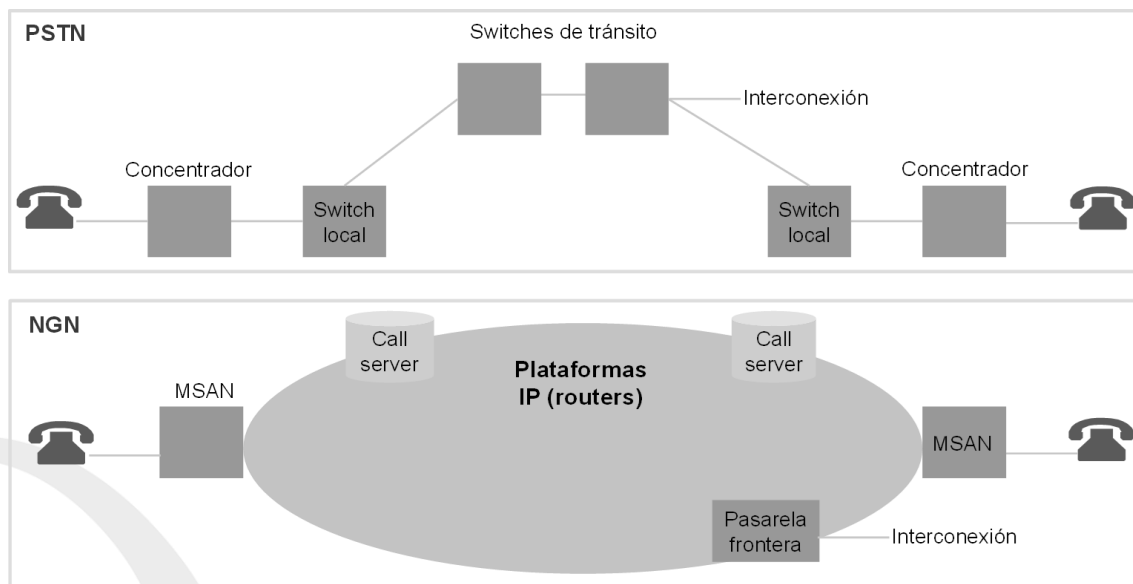 PSTN
Switches de tránsito
Interconexión
Concentrador
Concentrador
Switch
local
Switch
local
NGN
Call
server
Call
server
Plataformas
IP (routers)
MSAN
MSAN
Pasarela
frontera
Interconexión